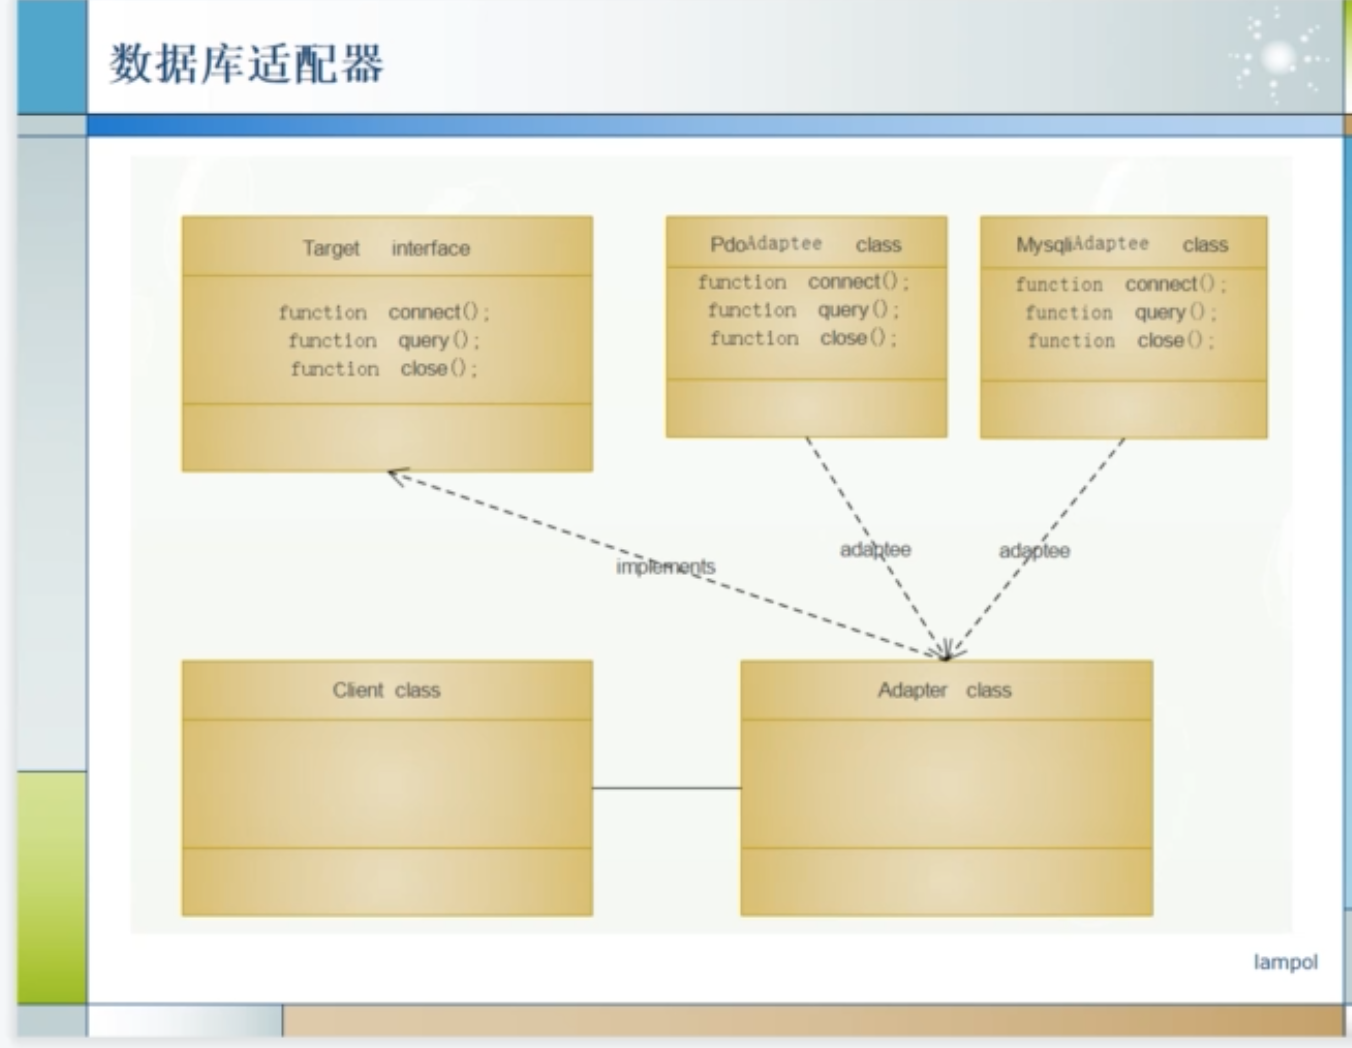 数据库适配器
Target interface
function connect();
function query();
function close();
PdoAdaptee class
function connect();
function query();
function close();
MysqliAdaptee class
function connect();
function query();
function close();
implements
adaptee
adaptee
Client class
Adapter class
lampol